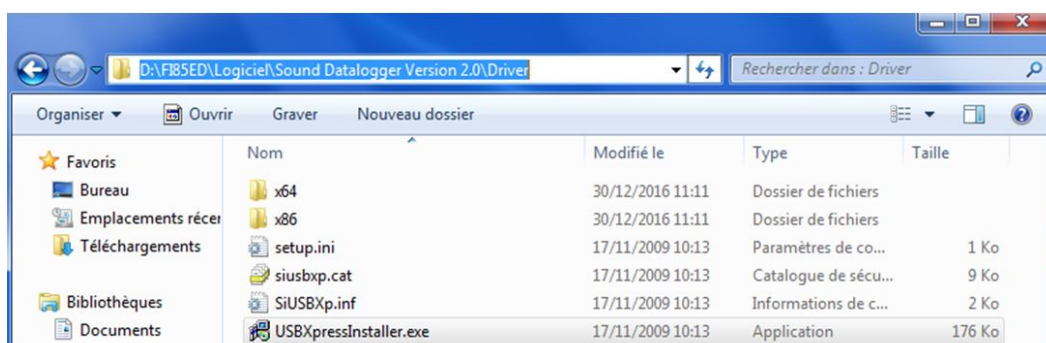 D:\FI85ED\Logiciel\Sound Datalogger Version 2.0\Driver Rechercher dans : Driver
Organiser Ouvrir Graver Nouveau dossier
Favoris
Bureau
Emplacements récer
Téléchargements
Bibliothèques
Documents
Nom Modifié le Type Taille
x64 30/12/2016 11:11 Dossier de fichiers
x86 30/12/2016 11:11 Dossier de fichiers
setup.ini 17/11/2009 10:13 Paramètres de co... 1 Ko
siusbxp.cat 17/11/2009 10:13 Catalogue de sécu... 9 Ko
SiUSBXp.inf 17/11/2009 10:13 Informations de c... 2 Ko
USBXpressInstaller.exe 17/11/2009 10:13 Application 176 Ko